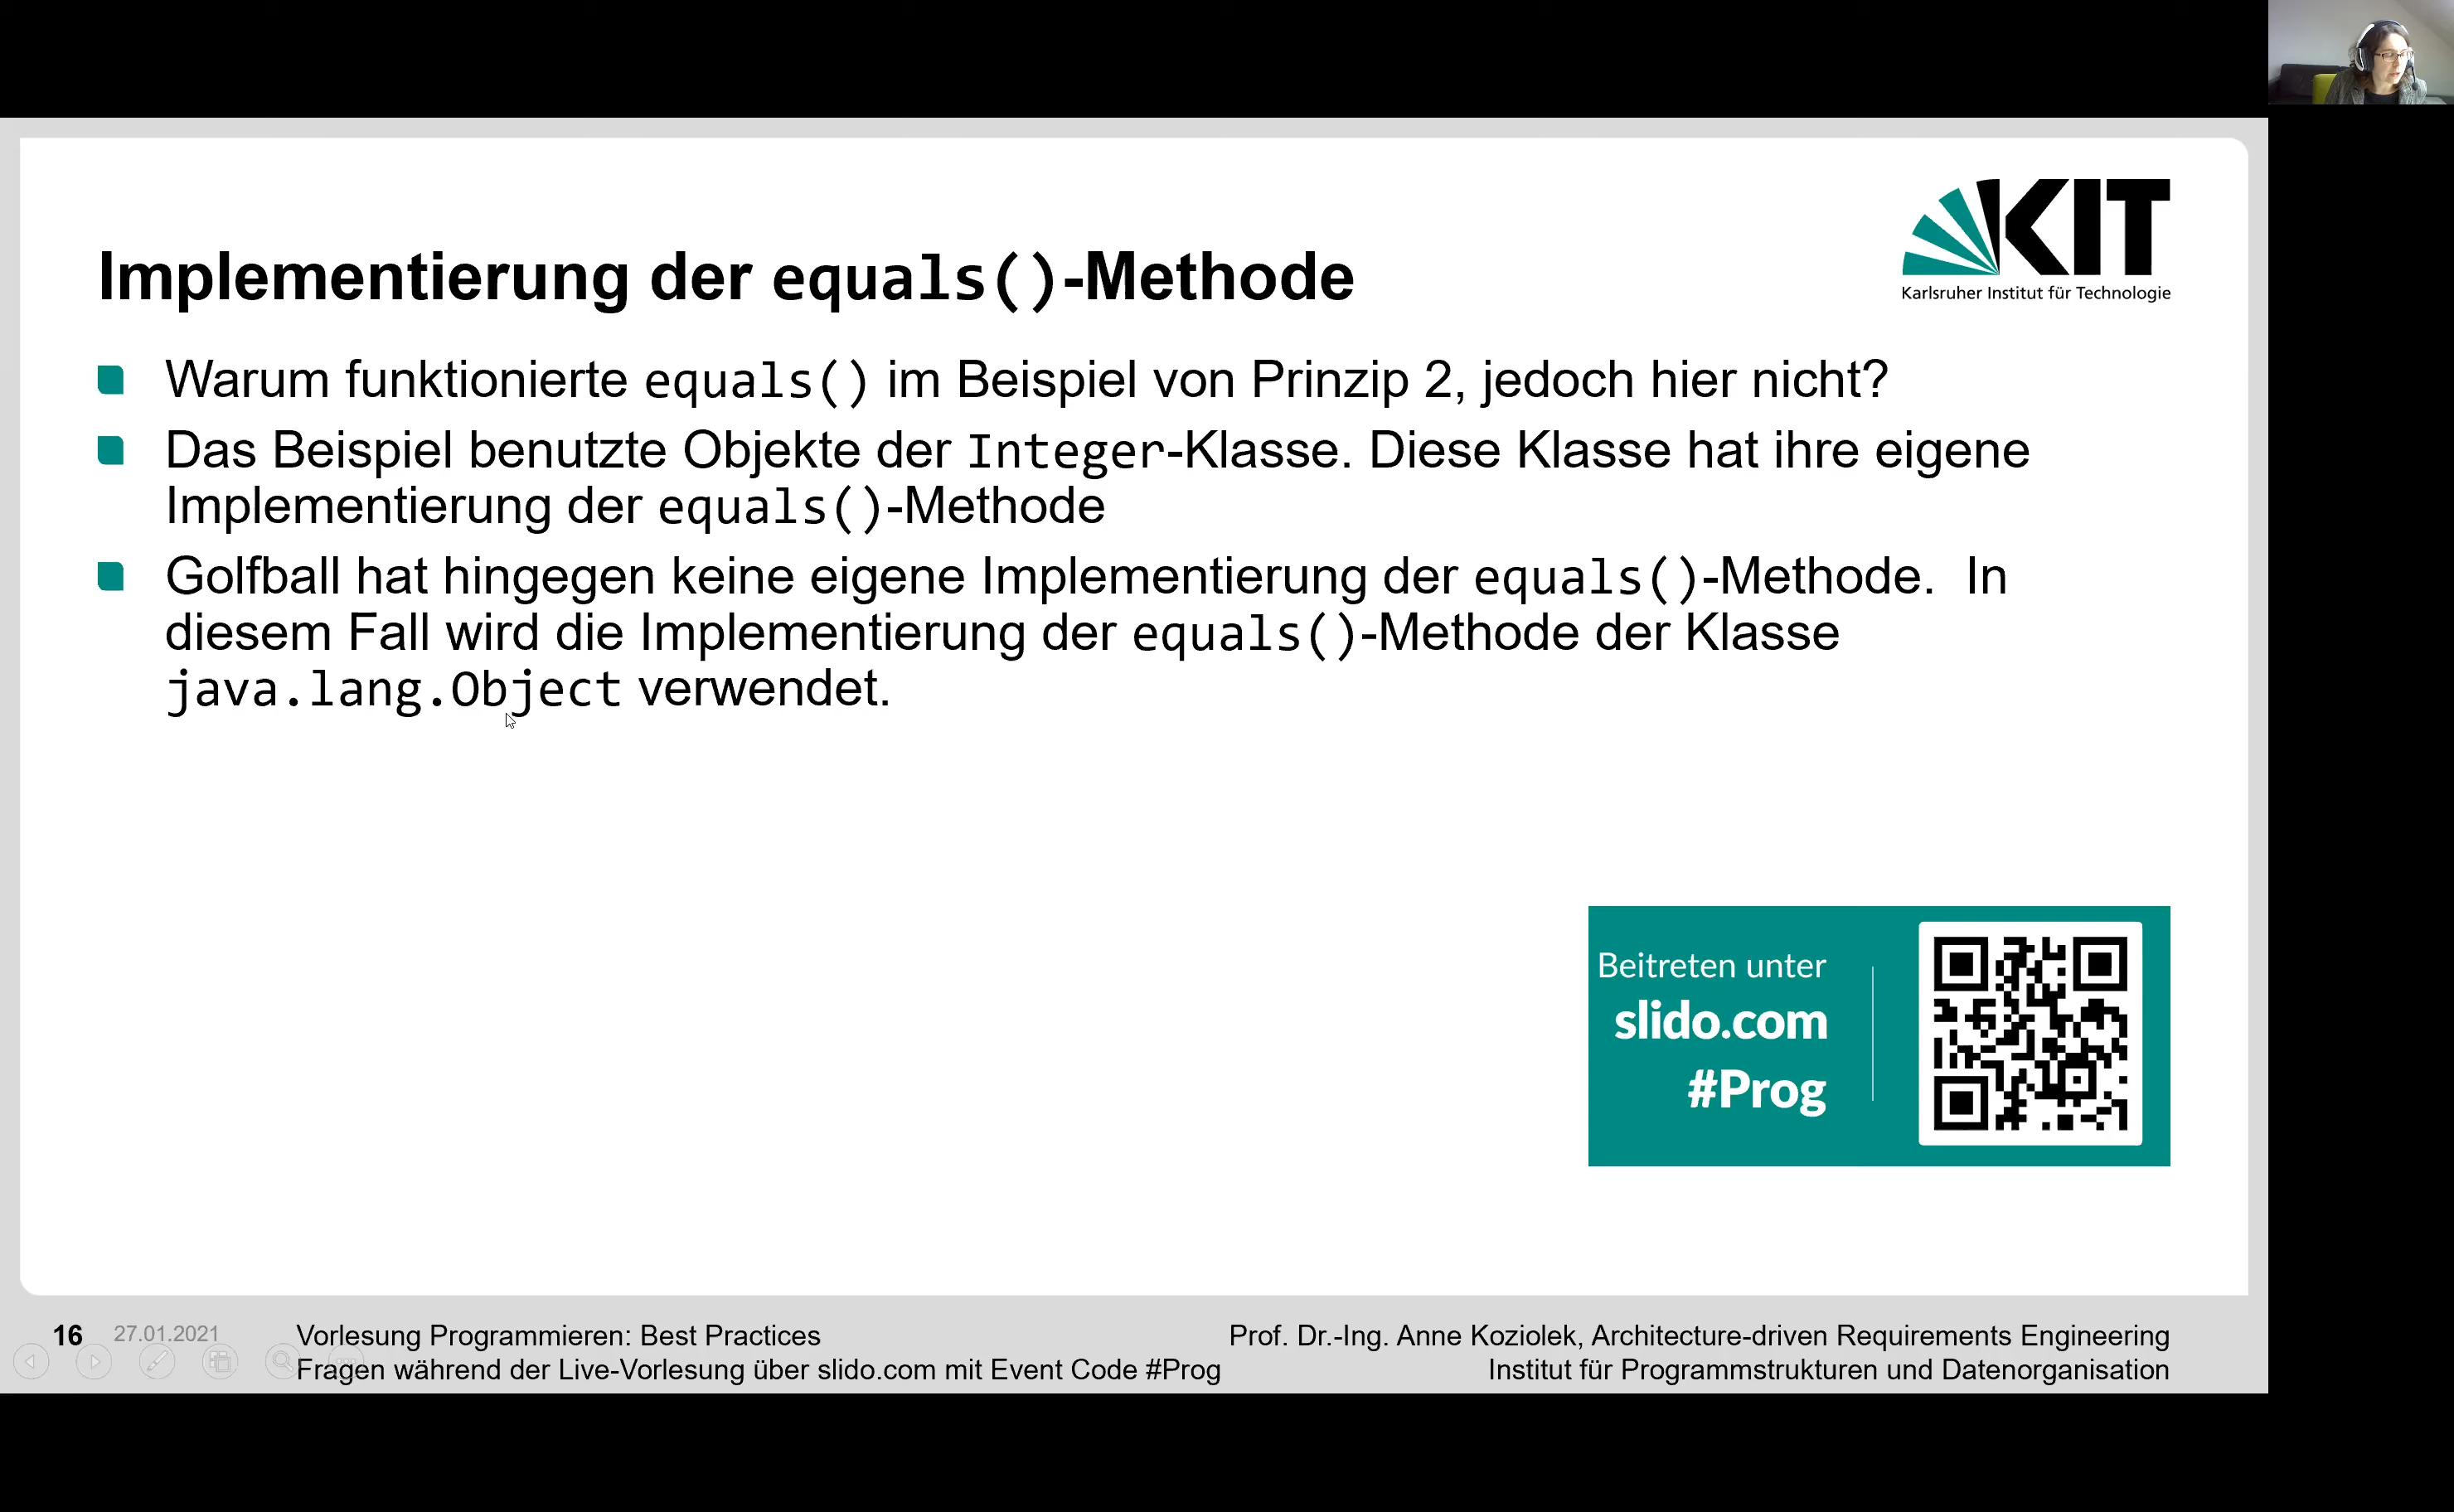 KIT
Karlsruher Institut für Technologie
Implementierung der equals()-Methode
Warum funktionierte equals() im Beispiel von Prinzip 2, jedoch hier nicht?
Das Beispiel benutzte Objekte der Integer-Klasse. Diese Klasse hat ihre eigene
Implementierung der equals()-Methode
Golfball hat hingegen keine eigene Implementierung der equals()-Methode. In
diesem Fall wird die Implementierung der equals()-Methode der Klasse
java.lang.Object verwendet.
Beitreten unter
slido.com
#Prog
16 27.01.2021
Vorlesung Programmieren: Best Practices
Fragen während der Live-Vorlesung über slido.com mit Event Code #Prog
Prof. Dr.-Ing. Anne Koziolek, Architecture-driven Requirements Engineering
Institut für Programmstrukturen und Datenorganisation